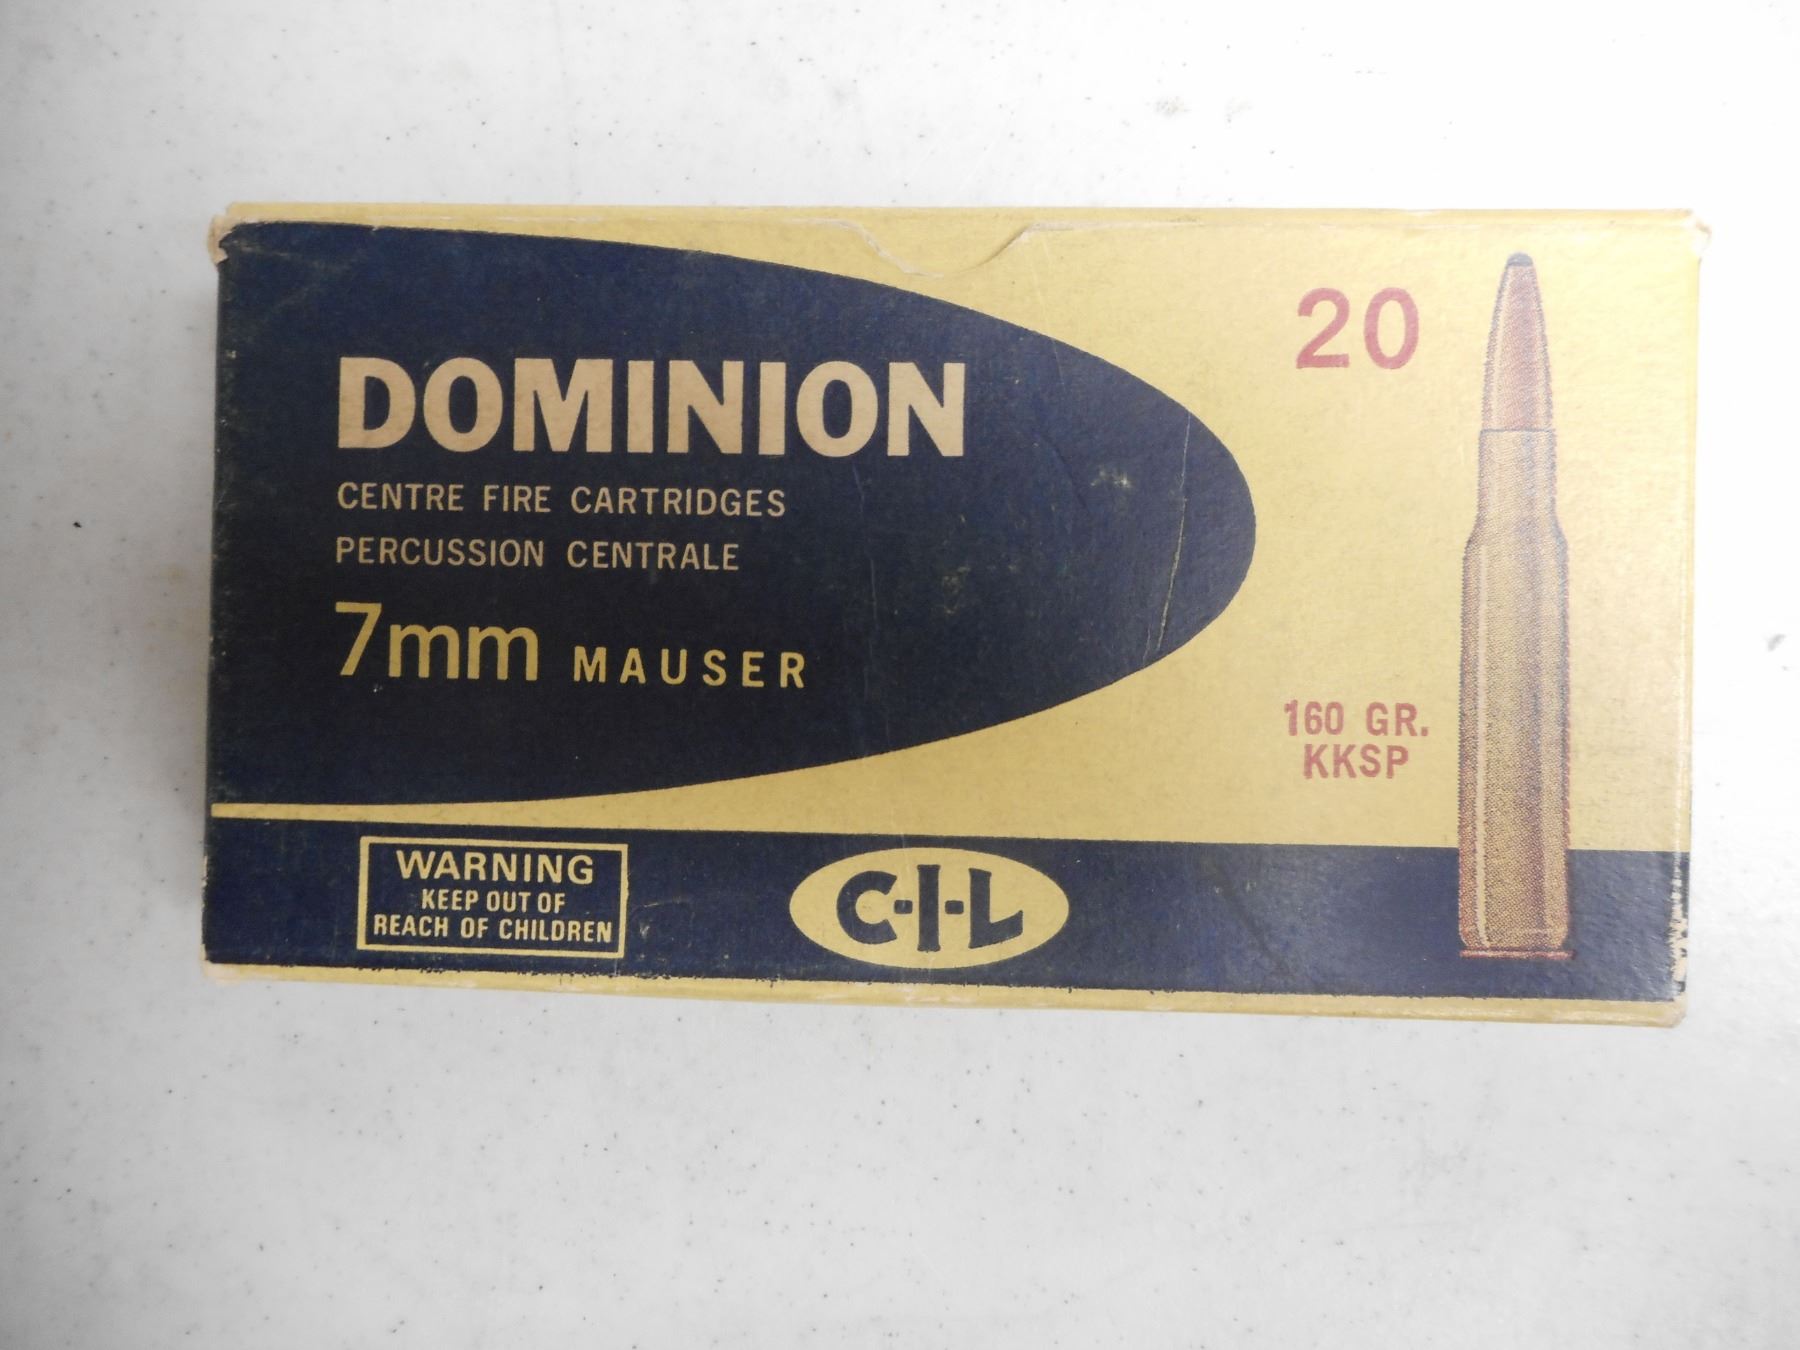 DOMINION
CENTRE FIRE CARTRIDGES
PERCUSSION CENTRALE
7mm MAUSER
20
160 GR.
KKSP
WARNING
KEEP OUT OF
REACH OF CHILDREN
C-I-L